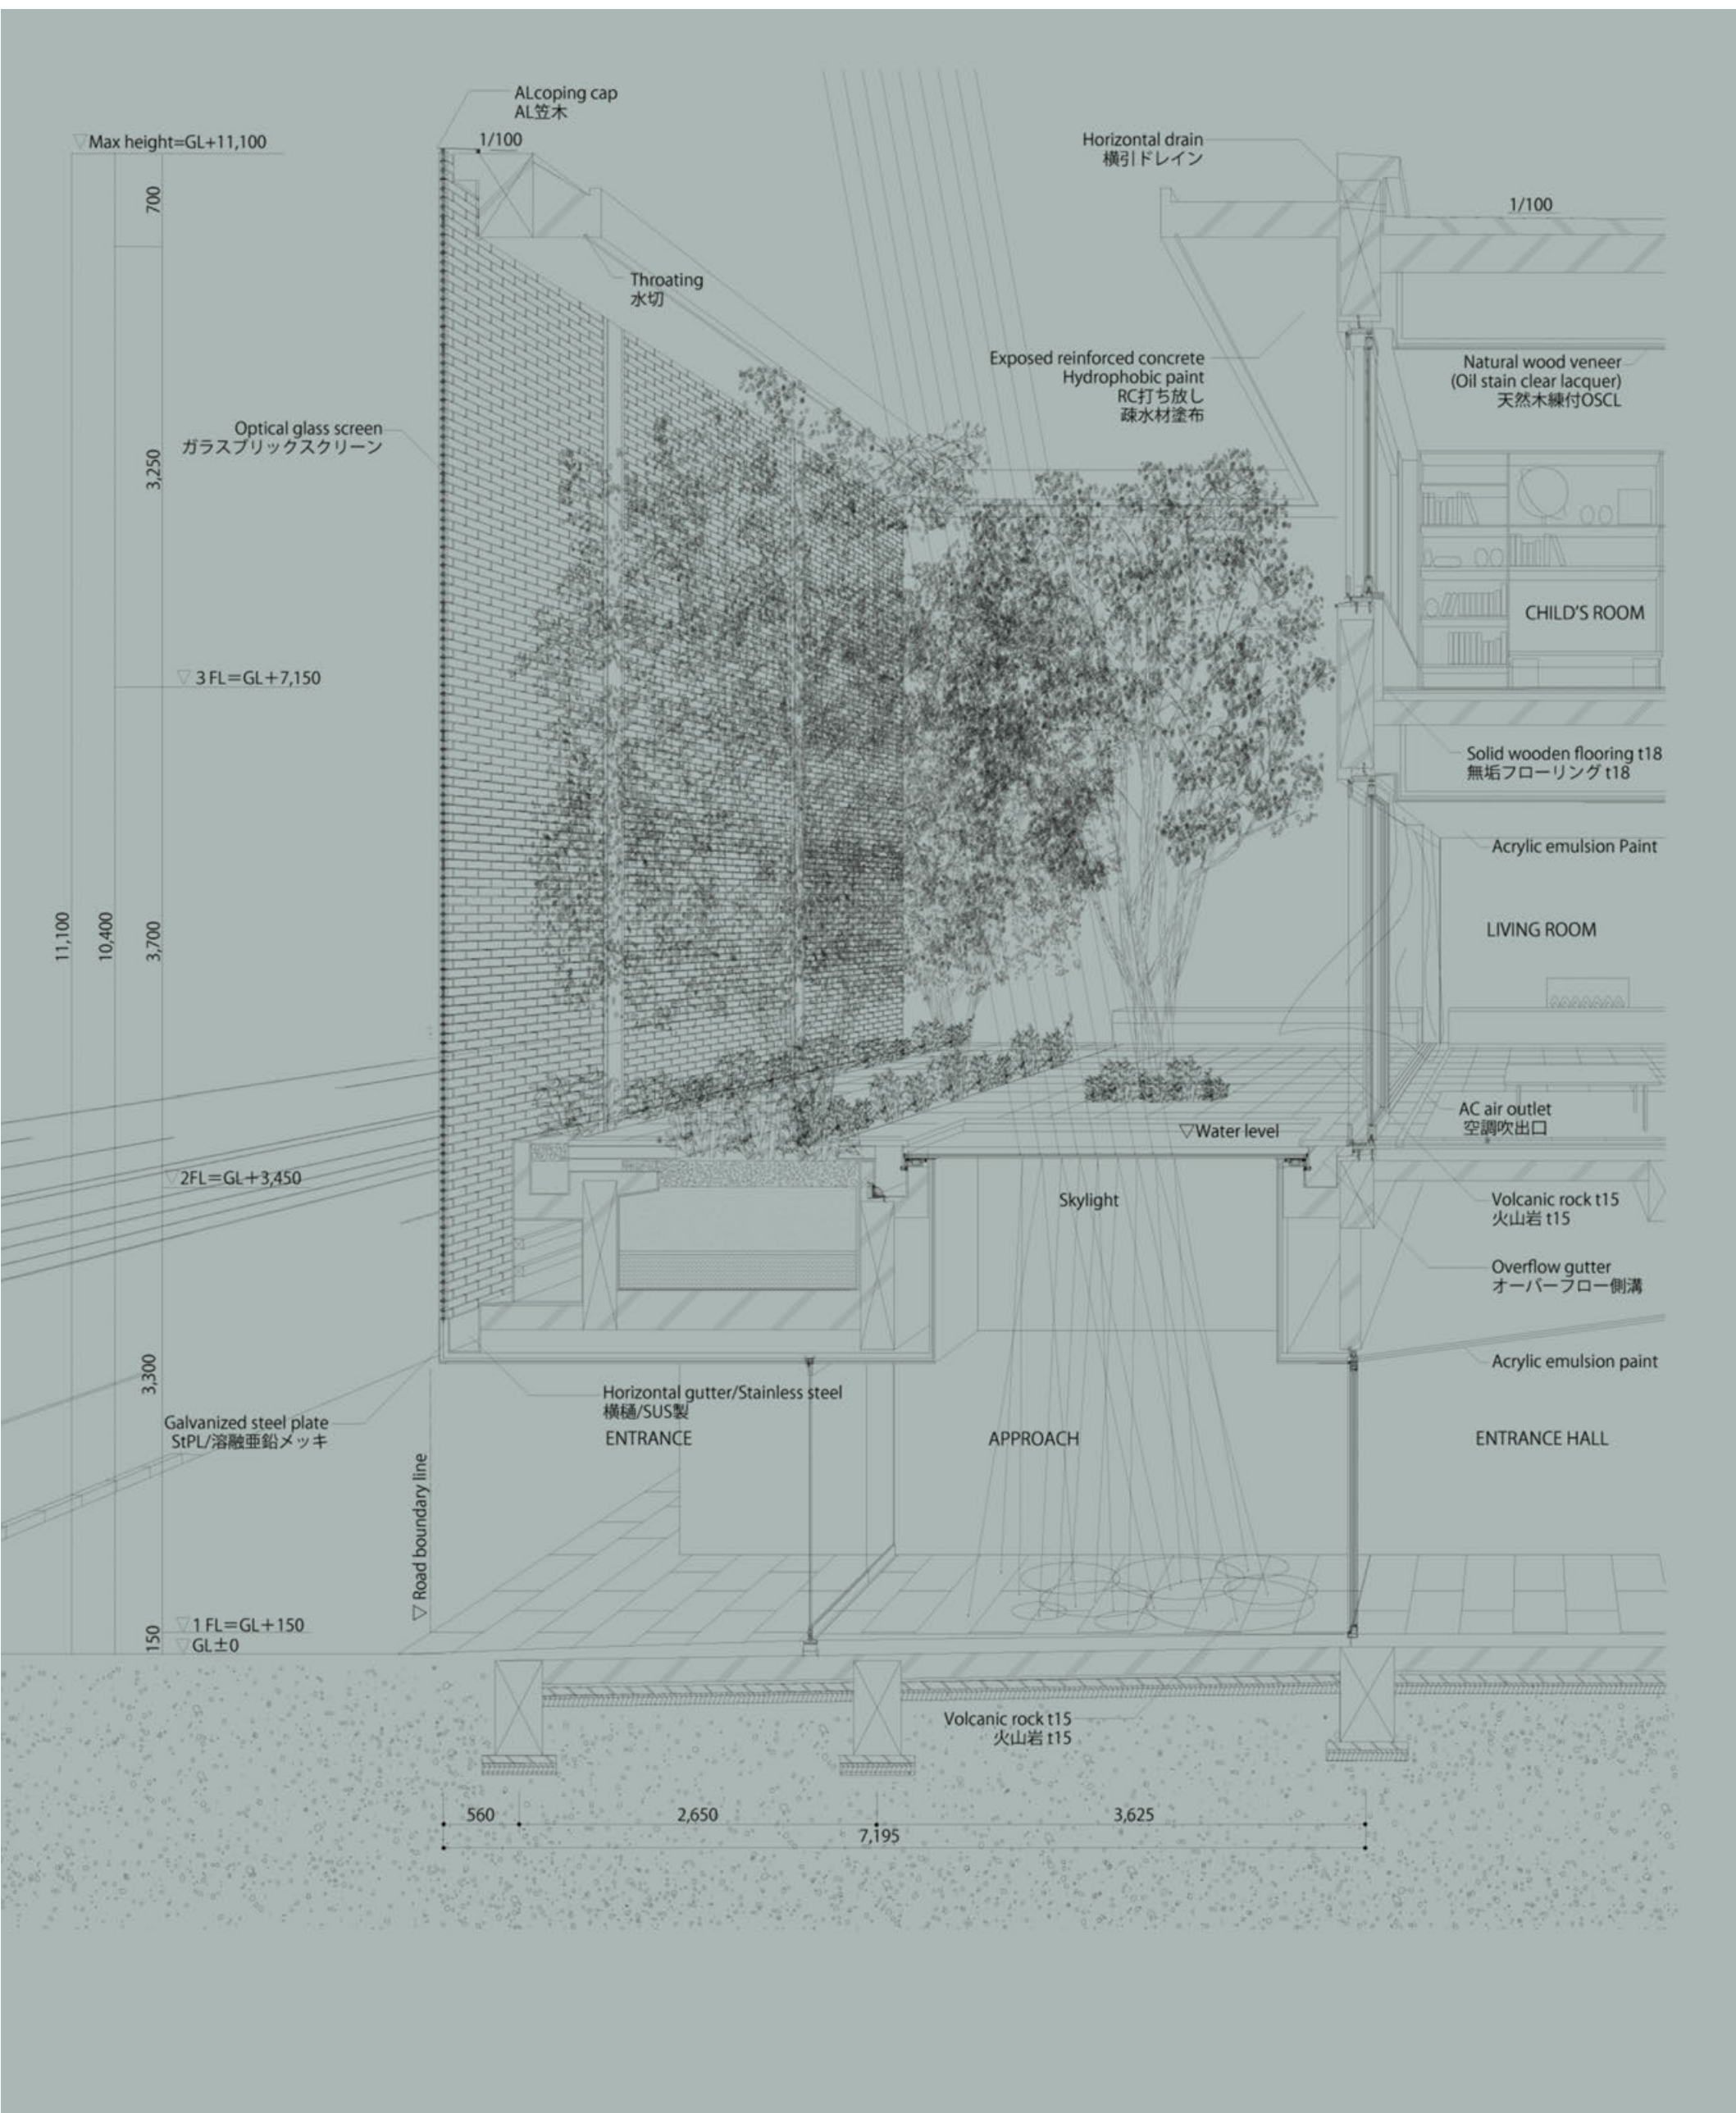 ALcoping cap
AL笠木
▽Max height=GL+11,100
1/100
Horizontal drain
横引ドレイン
700
1/100
Throating
水切
Exposed reinforced concrete
Hydrophobic paint
RC打ち放し
疎水材塗布
Natural wood veneer
(Oil stain clear lacquer)
天然木練付OSCL
Optical glass screen
ガラスブリックスクリーン
3,250
CHILD'S ROOM
▽ 3 FL=GL+7,150
Solid wooden flooring t18
無垢フローリング t18
Acrylic emulsion Paint
11,100
10,400
3,700
LIVING ROOM
AC air outlet
空調吹出口
▽Water level
▽2FL=GL+3,450
Skylight
Volcanic rock t15
火山岩 t15
Overflow gutter
オーバーフロー側溝
3,300
Acrylic emulsion paint
Horizontal gutter/Stainless steel
横樋/SUS製
Galvanized steel plate
StPL/溶融亜鉛メッキ
ENTRANCE
APPROACH
ENTRANCE HALL
▽ Road boundary line
150
▽ 1 FL=GL+150
▽ GL±0
Volcanic rock t15
火山岩 t15
560
2,650
3,625
7,195